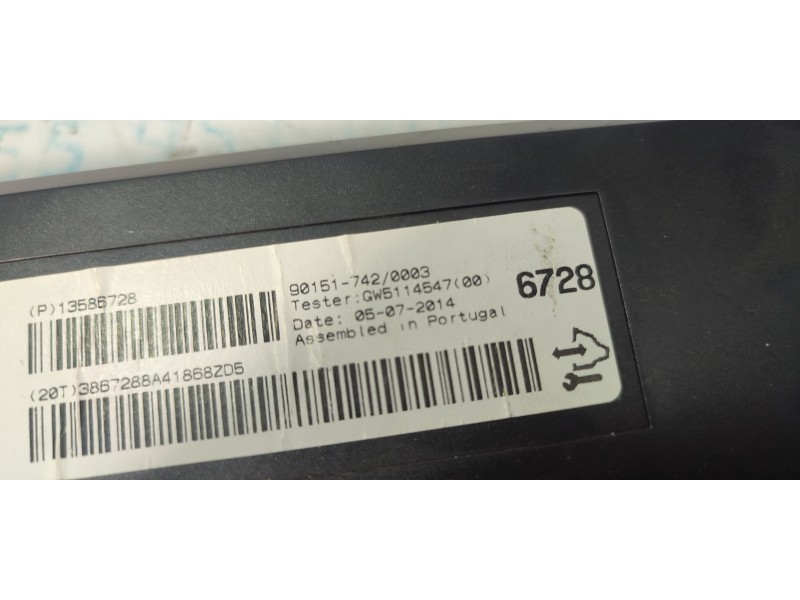 (P)13586728
90151-742/0003
Tester:GW5114547(00)
Date: 05-07-2014
Assembled in Portugal
6728
(20T)3867288A41868ZD5